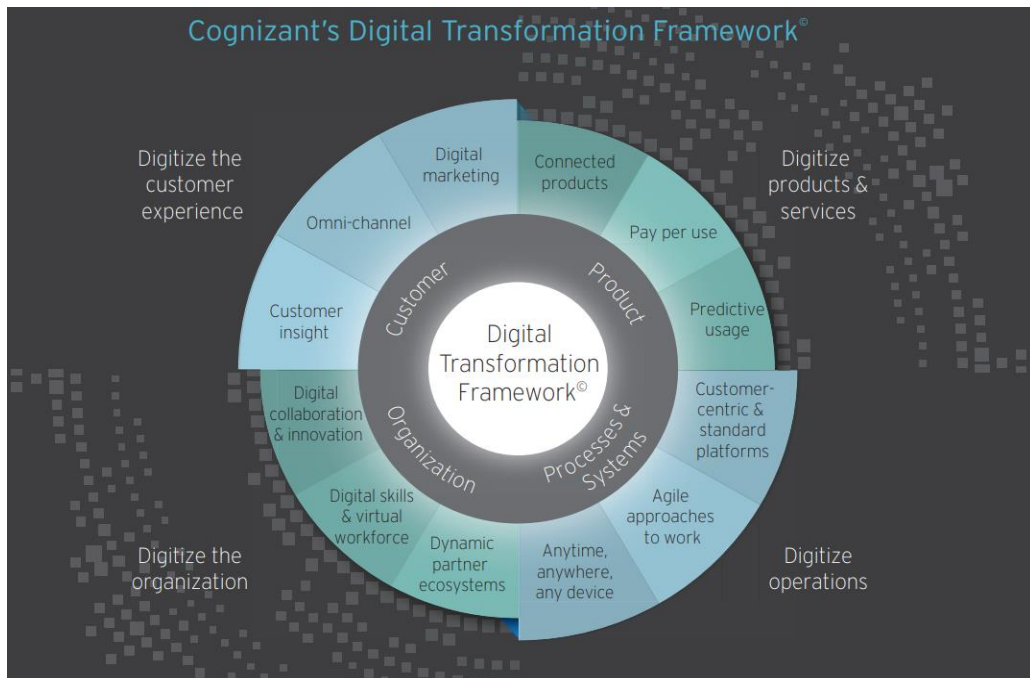 Cognizant's Digital Transformation Framework©
Digitize the
customer
experience
Digital
marketing
Omni-channel
Customer
insight
Customer
Connected
products
Pay per use
Predictive
usage
Product
Digitize
products &
services
Digital
Transformation
Framework©
Digital
collaboration
& innovation
Digital skills
& virtual
workforce
Dynamic
partner
ecosystems
Organization
Digitize the
organization
Customer-
centric &
standard
platforms
Agile
approaches
to work
Anytime,
anywhere,
any device
Processes &
Systems
Digitize
operations